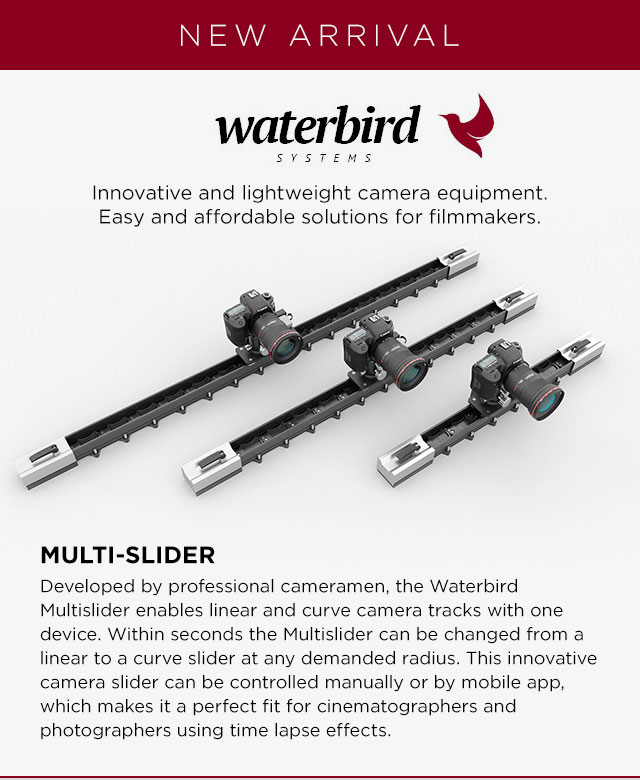 NEW ARRIVAL
waterbird
SYSTEMS
Innovative and lightweight camera equipment.
Easy and affordable solutions for filmmakers.
MULTI-SLIDER
Developed by professional cameramen, the Waterbird
Multislider enables linear and curve camera tracks with one
device. Within seconds the Multislider can be changed from a
linear to a curve slider at any demanded radius. This innovative
camera slider can be controlled manually or by mobile app,
which makes it a perfect fit for cinematographers and
photographers using time lapse effects.